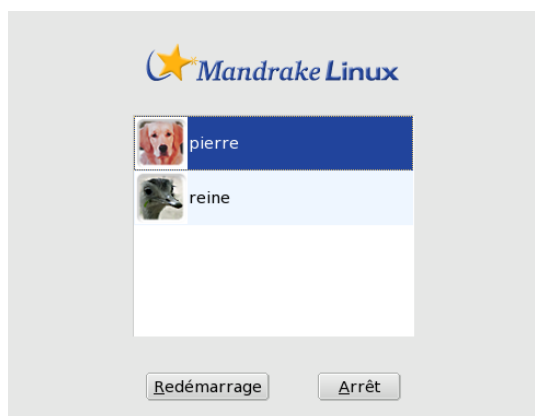 Mandrake Linux
pierre
reine
Redémarrage
Arrêt